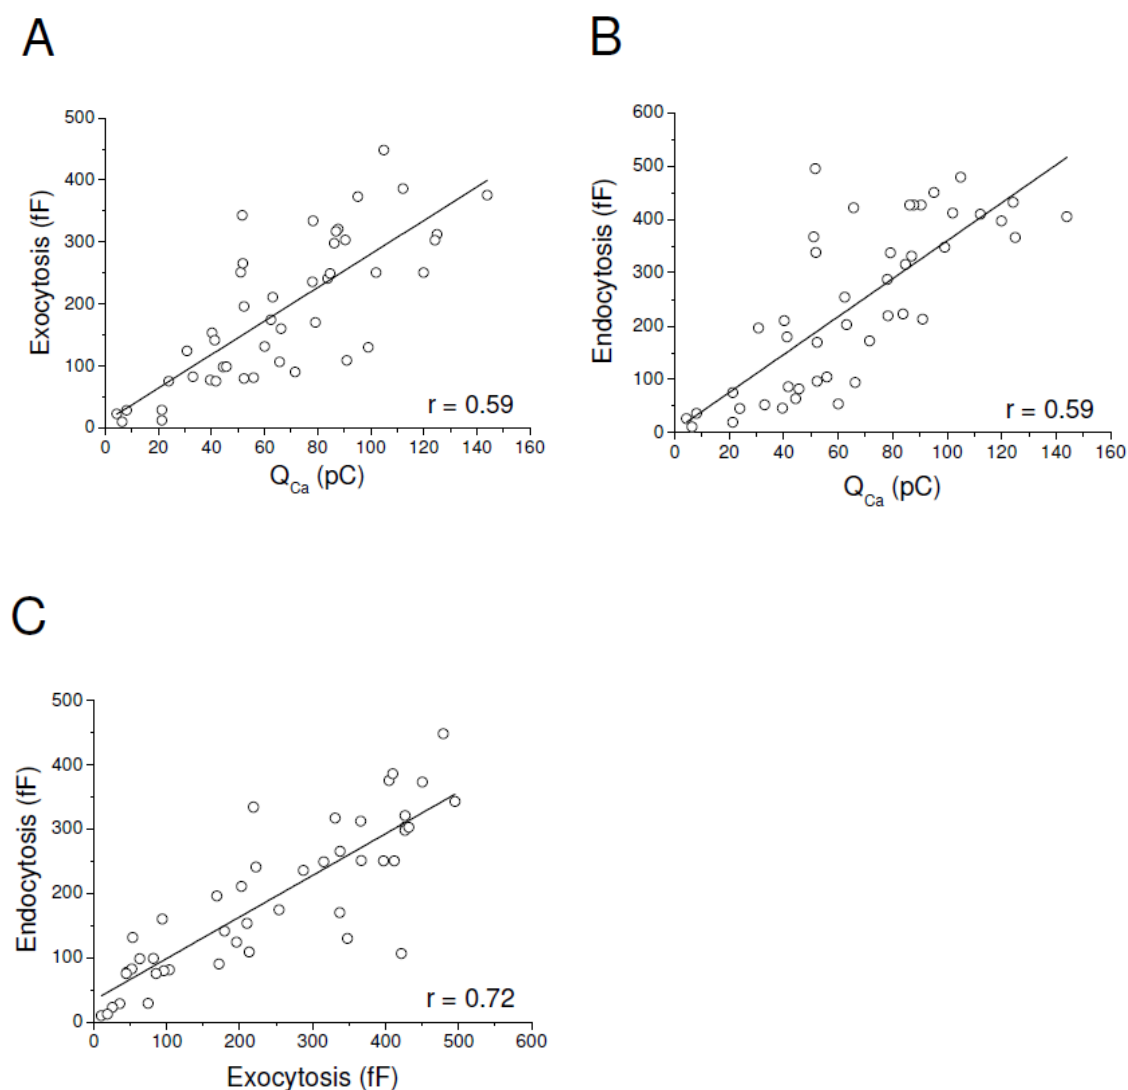 A
500
400
300
200
100
0
Exocytosis (fF)
0 20 40 60 80 100 120 140 160
Q_Ca (pC)
r = 0.59
B
600
500
400
300
200
100
0
Endocytosis (fF)
0 20 40 60 80 100 120 140 160
Q_Ca (pC)
r = 0.59
C
500
400
300
200
100
0
Endocytosis (fF)
0 100 200 300 400 500 600
Exocytosis (fF)
r = 0.72